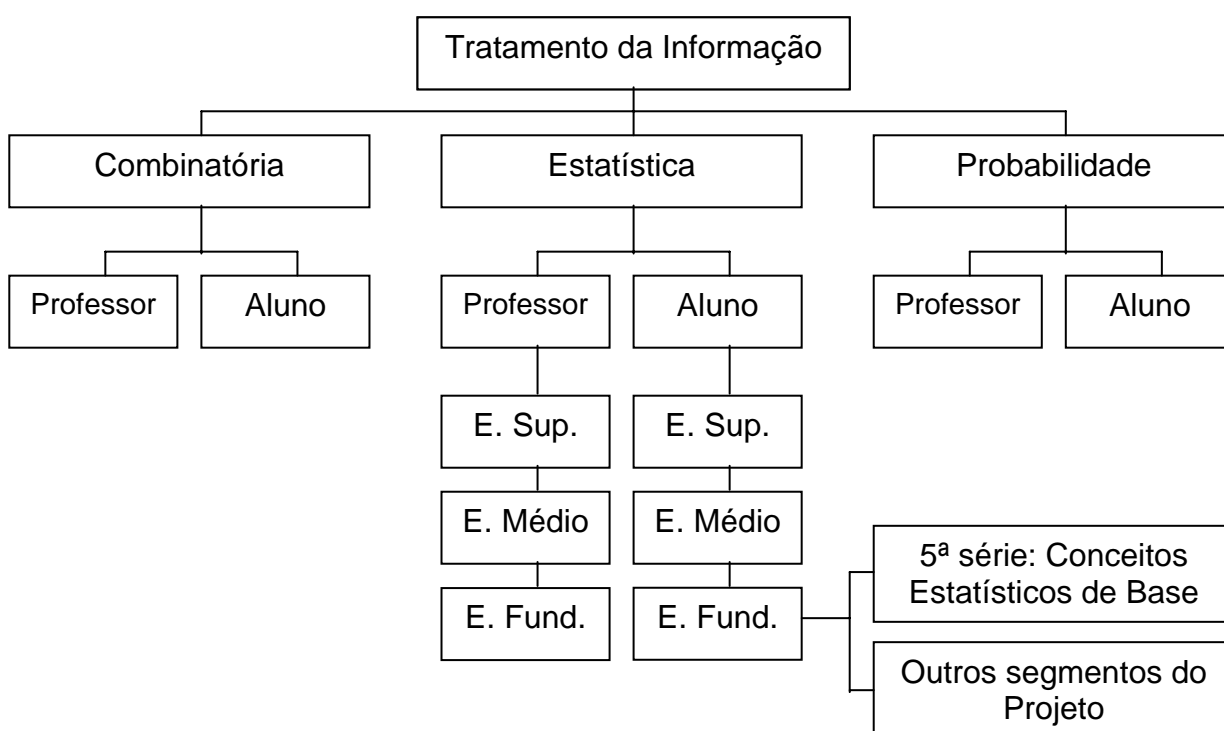 Tratamento da Informação
Combinatória
Estatística
Probabilidade
Professor
Aluno
Professor
Aluno
Professor
Aluno
E. Sup.
E. Sup.
E. Médio
E. Médio
5ª série: Conceitos
Estatísticos de Base
E. Fund.
E. Fund.
Outros segmentos do
Projeto